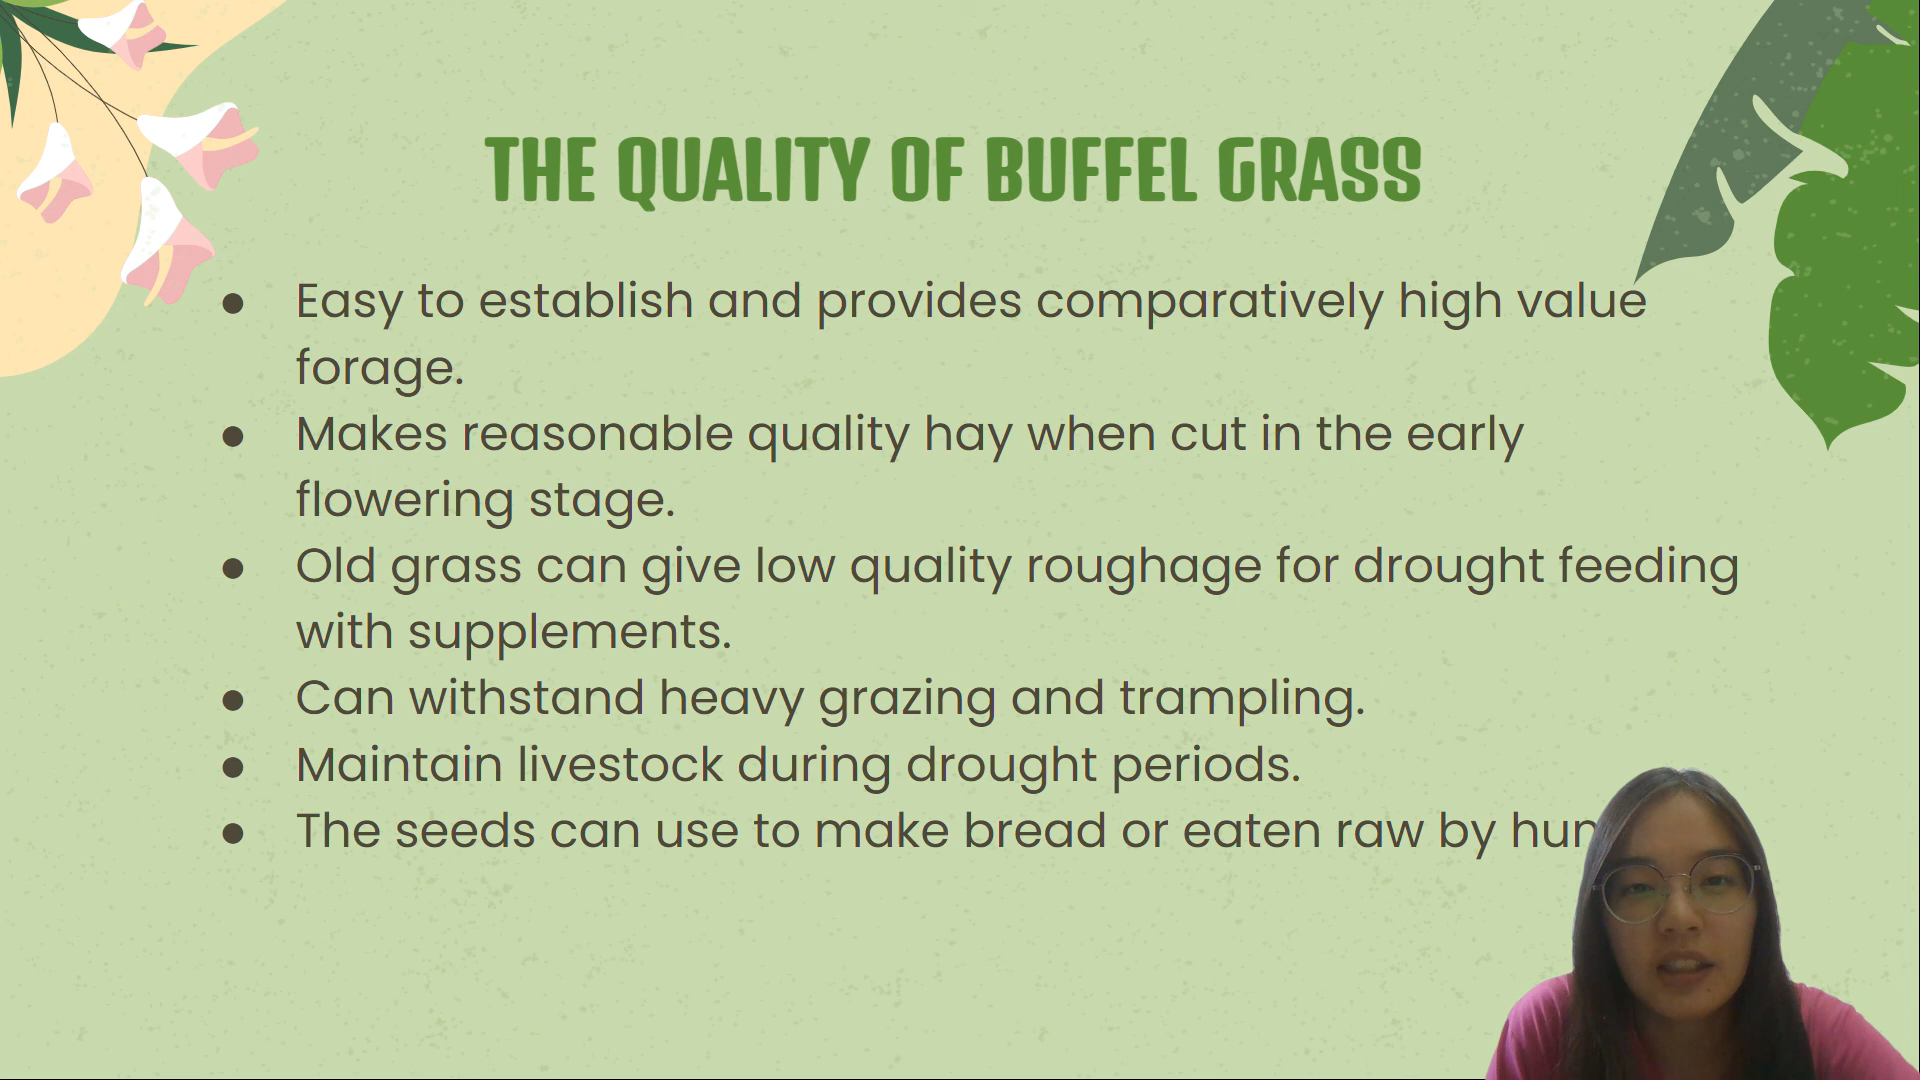 THE QUALITY OF BUFFEL GRASS
● Easy to establish and provides comparatively high value
forage.
● Makes reasonable quality hay when cut in the early
flowering stage.
● Old grass can give low quality roughage for drought feeding
with supplements.
● Can withstand heavy grazing and trampling.
● Maintain livestock during drought periods.
● The seeds can use to make bread or eaten raw by